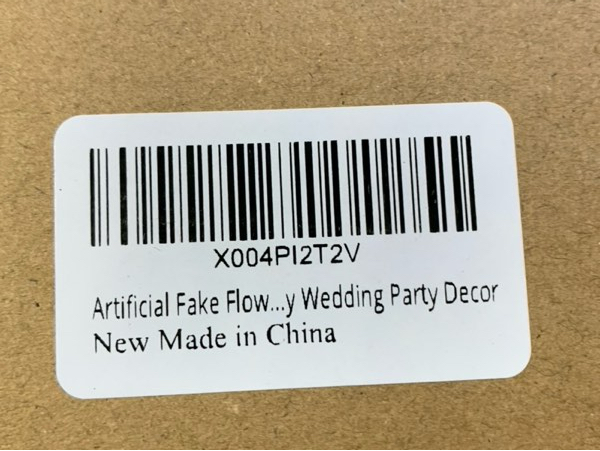 X004PI2T2V
Artificial Fake Flow...y Wedding Party Decor
New Made in China